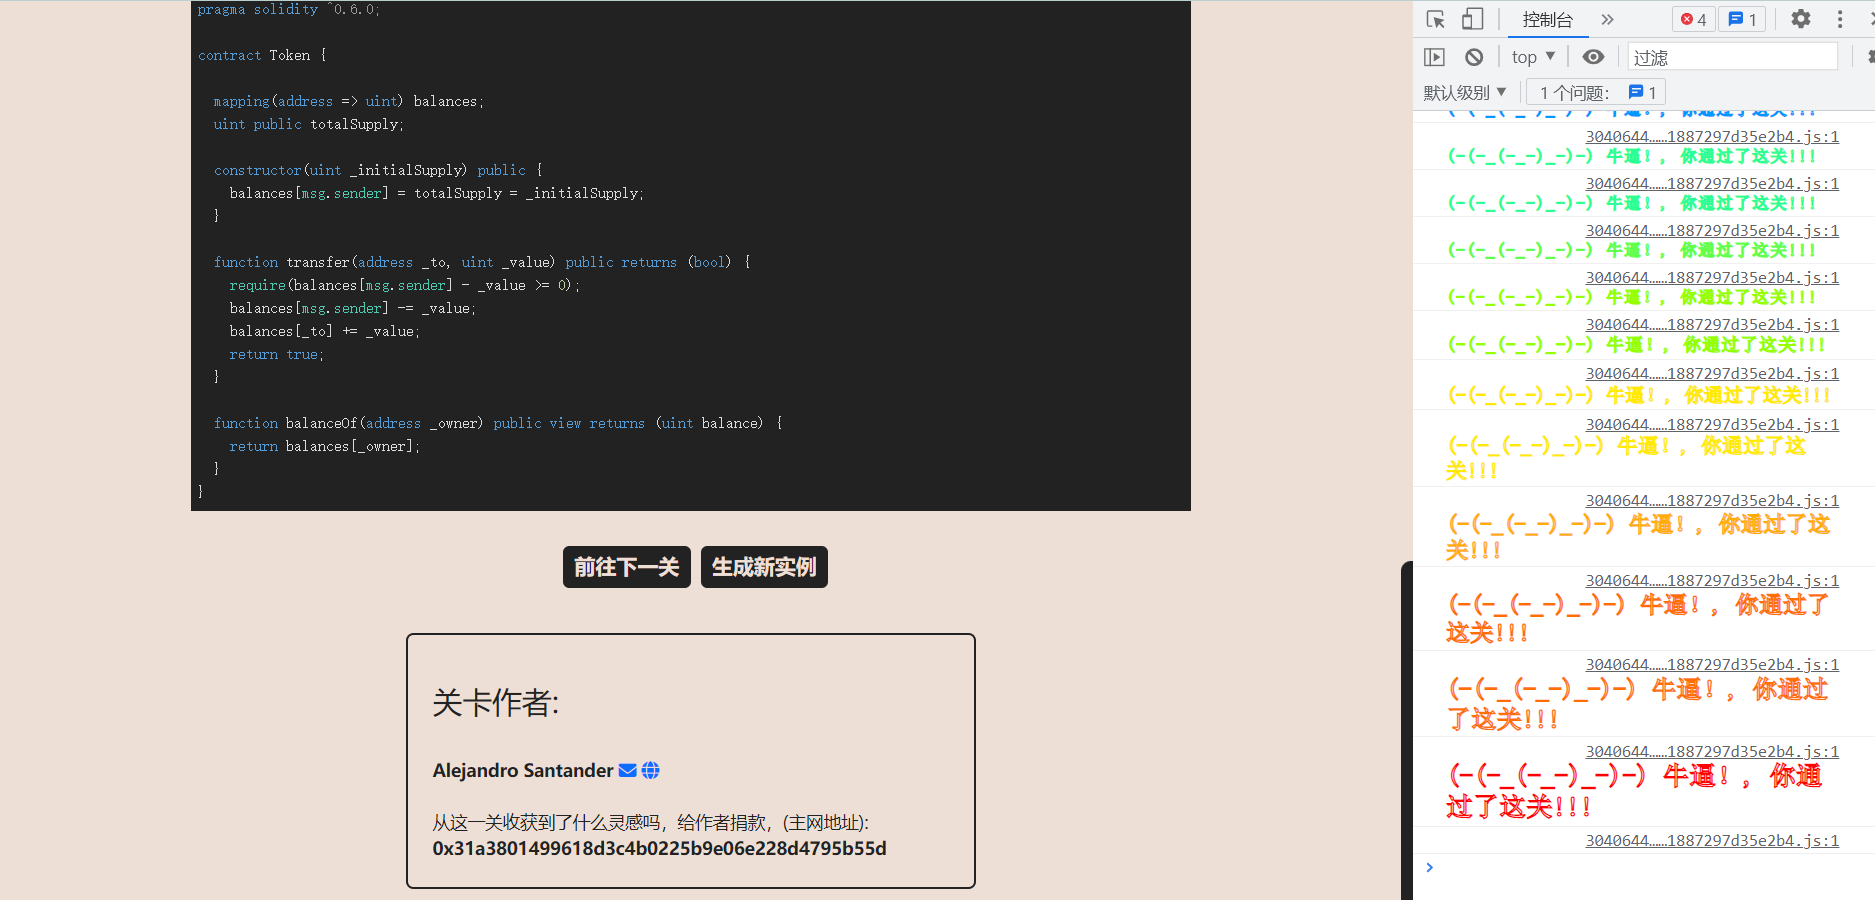 pragma solidity ^0.6.0;
contract Token {
mapping(address => uint) balances;
uint public totalSupply;
constructor(uint _initialSupply) public {
balances[msg.sender] = totalSupply = _initialSupply;
}
function transfer(address _to, uint _value) public returns (bool) {
require(balances[msg.sender] - _value >= 0);
balances[msg.sender] -= _value;
balances[_to] += _value;
return true;
}
function balanceOf(address _owner) public view returns (uint balance) {
return balances[_owner];
}
}
前往下一关
生成新实例
关卡作者:
Alejandro Santander
从这一关收获到了什么灵感吗，给作者捐款，(主网地址):
0x31a3801499618d3c4b0225b9e06e228d4795b55d
控制台
4
1
top
过滤
默认级别
1 个问题:
1
(-(-_(-_-)_-)-) 牛逼!, 你通过了这关!!!
3040644……1887297d35e2b4.js:1
(-(-_(-_-)_-)-) 牛逼!, 你通过了这关!!!
3040644……1887297d35e2b4.js:1
(-(-_(-_-)_-)-) 牛逼!, 你通过了这关!!!
3040644……1887297d35e2b4.js:1
(-(-_(-_-)_-)-) 牛逼!, 你通过了这关!!!
3040644……1887297d35e2b4.js:1
(-(-_(-_-)_-)-) 牛逼!, 你通过了这关!!!
3040644……1887297d35e2b4.js:1
(-(-_(-_-)_-)-) 牛逼!, 你通过了这关!!!
3040644……1887297d35e2b4.js:1
(-(-_(-_-)_-)-) 牛逼!, 你通过了这关!!!
3040644……1887297d35e2b4.js:1
(-(-_(-_-)_-)-) 牛逼!, 你通过了这
关!!!
3040644……1887297d35e2b4.js:1
(-(-_(-_-)_-)-) 牛逼!, 你通过了这
关!!!
3040644……1887297d35e2b4.js:1
(-(-_(-_-)_-)-) 牛逼!, 你通过了
这关!!!
3040644……1887297d35e2b4.js:1
(-(-_(-_-)_-)-) 牛逼!, 你通过
了这关!!!
3040644……1887297d35e2b4.js:1
(-(-_(-_-)_-)-) 牛逼!, 你通
过了这关!!!
3040644……1887297d35e2b4.js:1